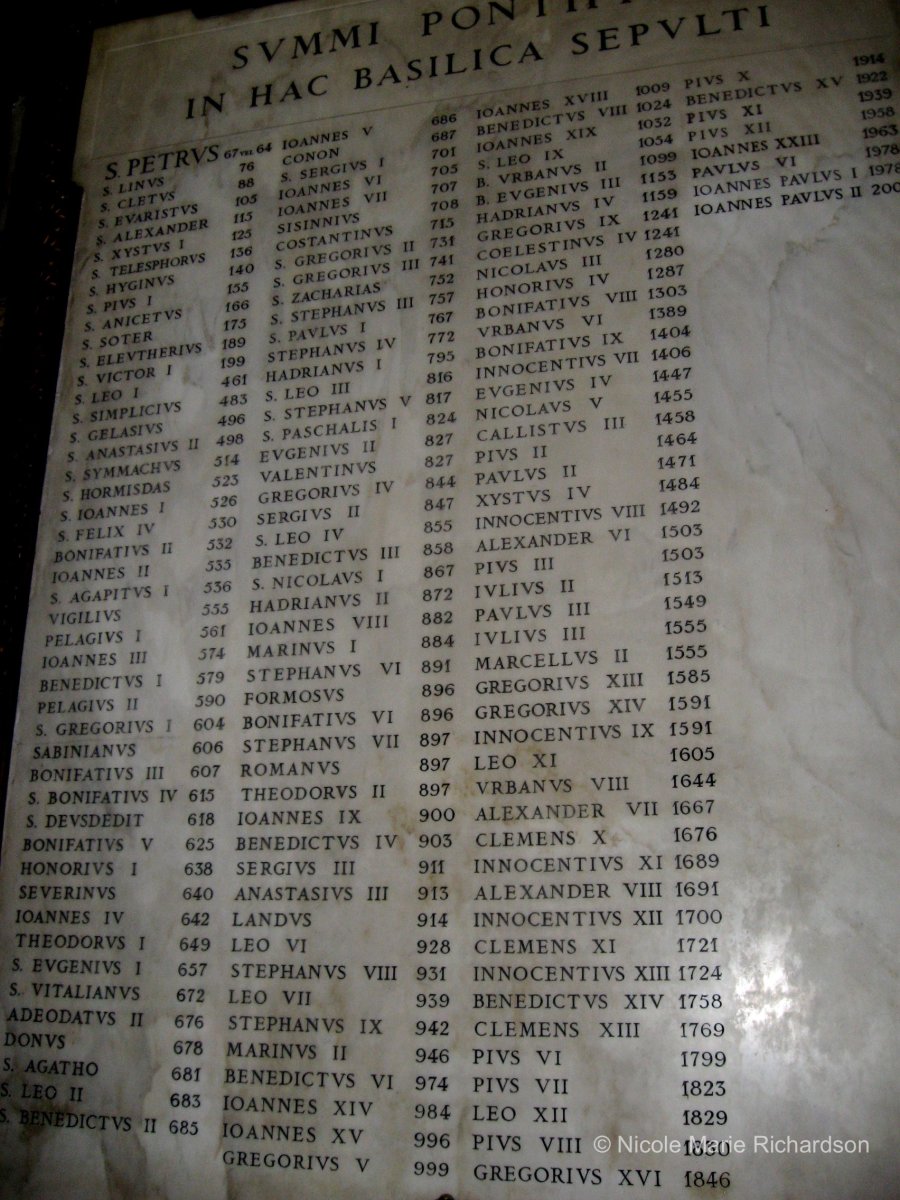 SVMMI PONTIFI
IN HAC BASILICA SEPVLTI
S. PETRVS 67 VEL 64
S. LINVS 76
S. CLETVS 88
S. EVARISTVS 105
S. ALEXANDER 115
S. XYSTVS I 125
S. TELESPHORVS 136
S. HYGINVS 140
S. PIVS I 155
S. ANICETVS 166
S. SOTER 175
S. ELEVTHERIVS 189
S. VICTOR I 199
S. LEO I 461
S. SIMPLICIVS 483
S. GELASIVS 496
S. ANASTASIVS II 498
S. SYMMACHVS 514
S. HORMISDAS 523
S. IOANNES I 526
S. FELIX IV 530
BONIFATIVS II 532
IOANNES II 535
S. AGAPITVS I 536
VIGILIVS 555
PELAGIVS I 561
IOANNES III 574
BENEDICTVS I 579
PELAGIVS II 590
S. GREGORIVS I 604
SABINIANVS 606
BONIFATIVS III 607
S. BONIFATIVS IV 615
S. DEVSDEDIT 618
BONIFATIVS V 625
HONORIVS I 638
SEVERINVS 640
IOANNES IV 642
THEODORVS I 649
S. EVGENIVS I 657
S. VITALIANVS 672
ADEODATVS II 676
DONVS 678
S. AGATHO 681
S. LEO II 683
S. BENEDICTVS II 685
IOANNES V 686
CONON 687
S. SERGIVS I 701
IOANNES VI 705
IOANNES VII 707
SISINNIVS 708
COSTANTINVS 715
S. GREGORIVS II 731
S. GREGORIVS III 741
S. ZACHARIAS 752
S. STEPHANVS III 757
S. PAVLVS I 767
STEPHANVS IV 772
HADRIANVS I 795
S. LEO III 816
S. STEPHANVS V 817
S. PASCHALIS I 824
EVGENIVS II 827
VALENTINVS 827
GREGORIVS IV 844
SERGIVS II 847
S. LEO IV 855
BENEDICTVS III 858
S. NICOLAVS I 867
HADRIANVS II 872
IOANNES VIII 882
MARINVS I 884
STEPHANVS VI 891
FORMOSVS 896
BONIFATIVS VI 896
STEPHANVS VII 897
ROMANVS 897
THEODORVS II 897
IOANNES IX 900
BENEDICTVS IV 903
SERGIVS III 911
ANASTASIVS III 913
LANDVS 914
LEO VI 928
STEPHANVS VIII 931
LEO VII 939
STEPHANVS IX 942
MARINVS II 946
BENEDICTVS VI 974
IOANNES XIV 984
IOANNES XV 996
GREGORIVS V 999
IOANNES XVIII 1009
BENEDICTVS VIII 1024
IOANNES XIX 1032
S. LEO IX 1054
B. VRBANVS II 1099
B. EVGENIVS III 1153
HADRIANVS IV 1159
GREGORIVS IX 1241
COELESTINVS IV 1241
NICOLAVS III 1280
HONORIVS IV 1287
BONIFATIVS VIII 1303
VRBANVS VI 1389
BONIFATIVS IX 1404
INNOCENTIVS VII 1406
EVGENIVS IV 1447
NICOLAVS V 1455
CALLISTVS III 1458
PIVS II 1464
PAVLVS II 1471
XYSTVS IV 1484
INNOCENTIVS VIII 1492
ALEXANDER VI 1503
PIVS III 1503
IVLIVS II 1513
PAVLVS III 1549
IVLIVS III 1555
MARCELLVS II 1555
GREGORIVS XIII 1585
GREGORIVS XIV 1591
INNOCENTIVS IX 1591
LEO XI 1605
VRBANVS VIII 1644
ALEXANDER VII 1667
CLEMENS X 1676
INNOCENTIVS XI 1689
ALEXANDER VIII 1691
INNOCENTIVS XII 1700
CLEMENS XI 1721
INNOCENTIVS XIII 1724
BENEDICTVS XIV 1758
CLEMENS XIII 1769
PIVS VI 1799
PIVS VII 1823
LEO XII 1829
PIVS VIII 1830
GREGORIVS XVI 1846
PIVS X 1914
BENEDICTVS XV 1922
PIVS XI 1939
PIVS XII 1958
IOANNES XXIII 1963
PAVLVS VI 1978
IOANNES PAVLVS I 1978
IOANNES PAVLVS II 200
© Nicole Marie Richardson